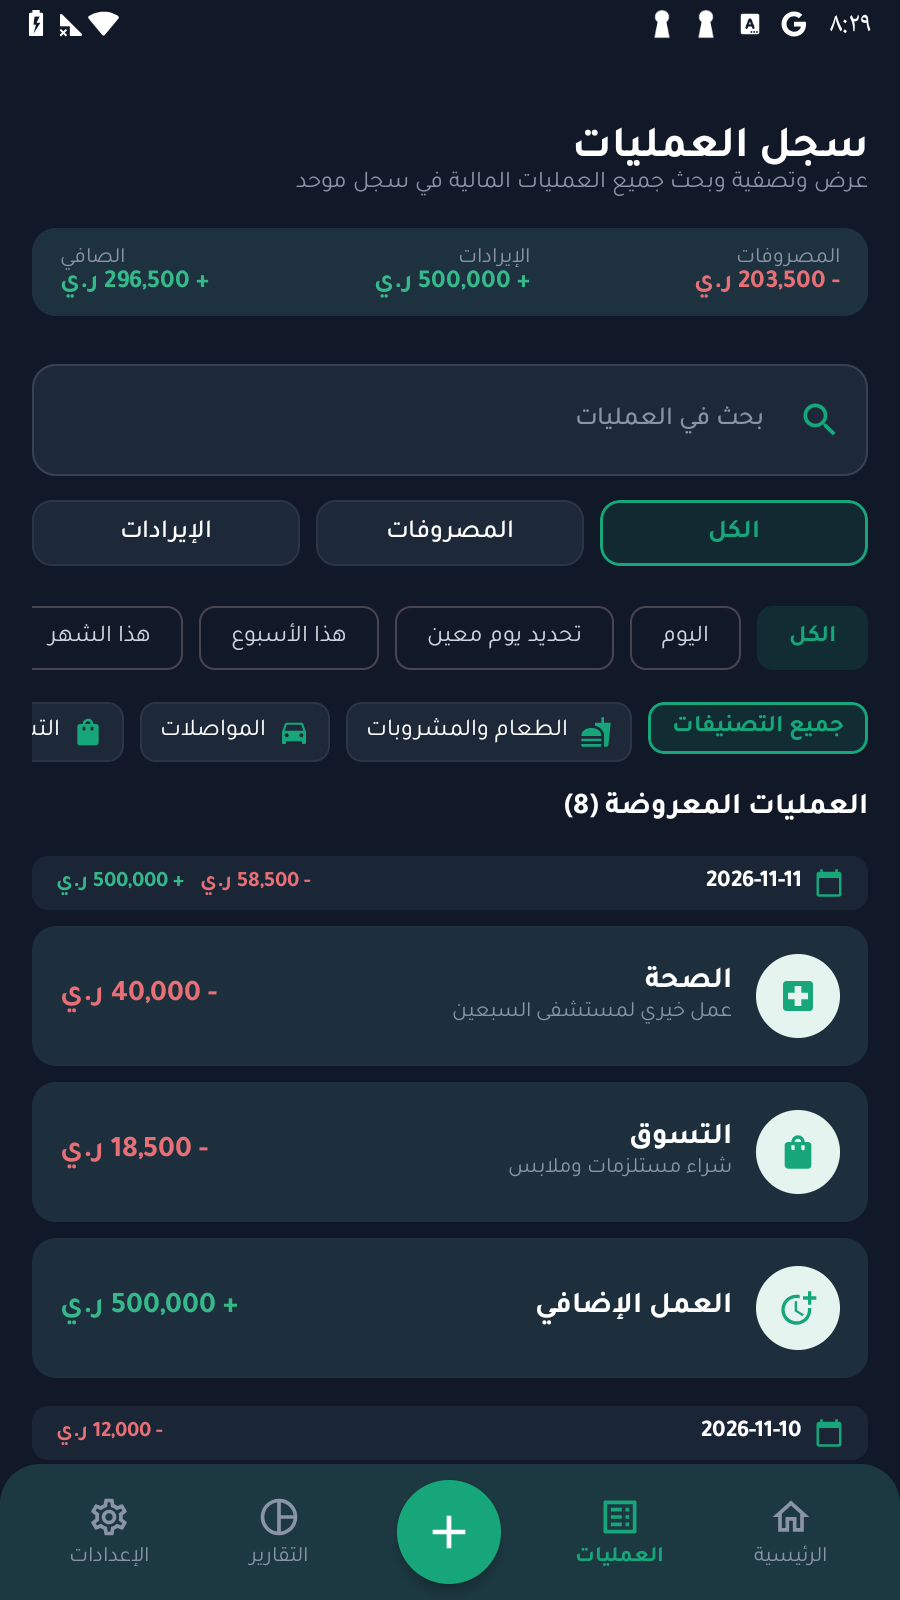 ٨:٢٩
سجل العمليات
عرض وتصفية وبحث جميع العمليات المالية في سجل موحد
المصروفات الإيرادات الصافي
- 203,500 ر.ي + 500,000 ر.ي + 296,500 ر.ي
بحث في العمليات
الكل المصروفات الإيرادات
الكل اليوم تحديد يوم معين هذا الأسبوع هذا الشهر
جميع التصنيفات الطعام والمشروبات المواصلات
العمليات المعروضة (8)
2026-11-11 - 58,500 ر.ي + 500,000 ر.ي
الصحة
عمل خيري لمستشفى السبعين
- 40,000 ر.ي
التسوق
شراء مستلزمات وملابس
- 18,500 ر.ي
العمل الإضافي + 500,000 ر.ي
2026-11-10 - 12,000 ر.ي
الرئيسية العمليات التقارير الإعدادات